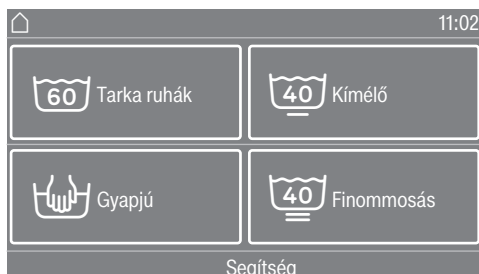 11:02
60 Tarka ruhák
40 Kímélő
Gyapjú
40 Finommosás
Segítség